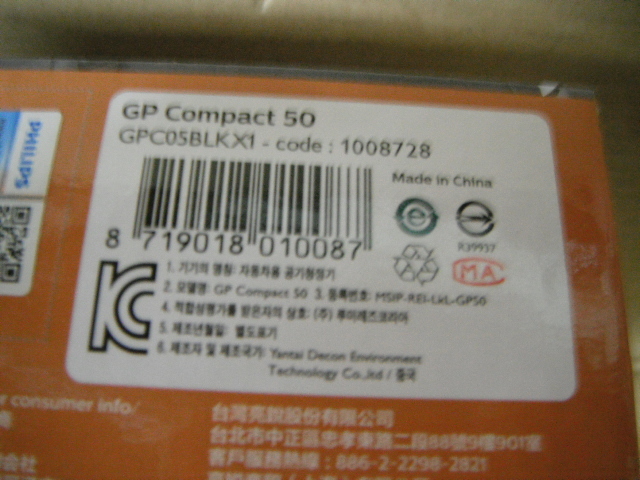 GP Compact 50
GPC05BLKX1 - code : 1008728
Made in China
R39937
8 719018 010087
MA
PHILIPS
1. 기기의 명칭: 자동차용 공기청정기
2. 모델명: GP Compact 50 3. 등록번호: MSIP-REI-LkL-GP50
4. 적합성평가를 받은자의 상호: (주) 루미레즈코리아
5. 제조년월일: 별도표기
6. 제조자 및 제조국가: Yantai Decon Environment
Technology Co.,ltd / 중국
r consumer info/
台灣亮銳股份有限公司
台北市中正區忠孝東路二段88號9樓901室
客戶服務熱線：886-2-2298-2821